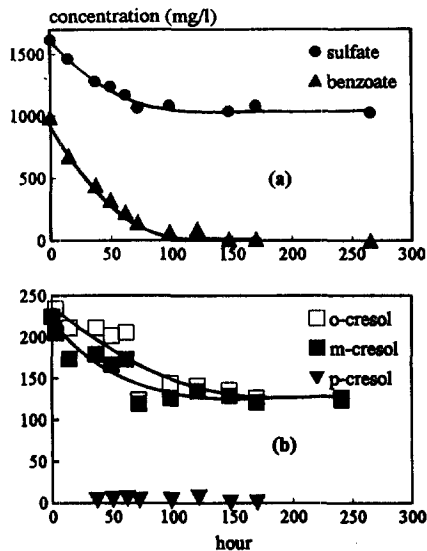 concentration (mg/l)
1500
sulfate
benzoate
1000
500
(a)
0
0 50 100 150 200 250 300
250
o-cresol
200
m-cresol
150
p-cresol
100
(b)
50
0
0 50 100 150 200 250 300
hour